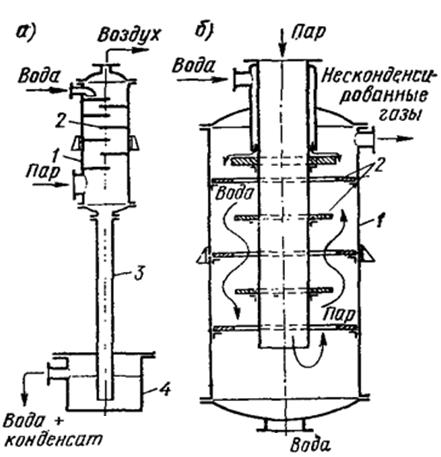 а)
Воздух
Вода
2
1
Пар
3
4
Вода +
конденсат
б)
Пар
Вода
Несконденси-
рованные
газы
2
Вода
1
Пар
Вода